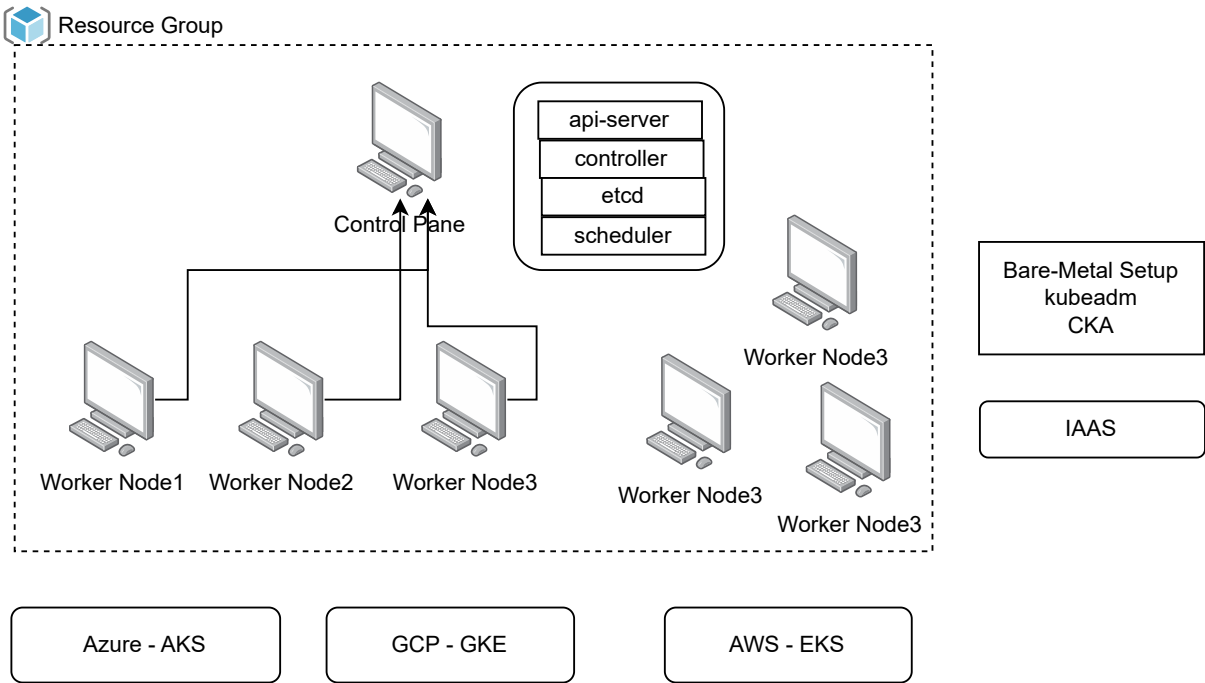 Resource Group
api-server
controller
etcd
scheduler
Control Pane
Worker Node3
Bare-Metal Setup
kubeadm
CKA
IAAS
Worker Node1
Worker Node2
Worker Node3
Worker Node3
Worker Node3
Azure - AKS
GCP - GKE
AWS - EKS